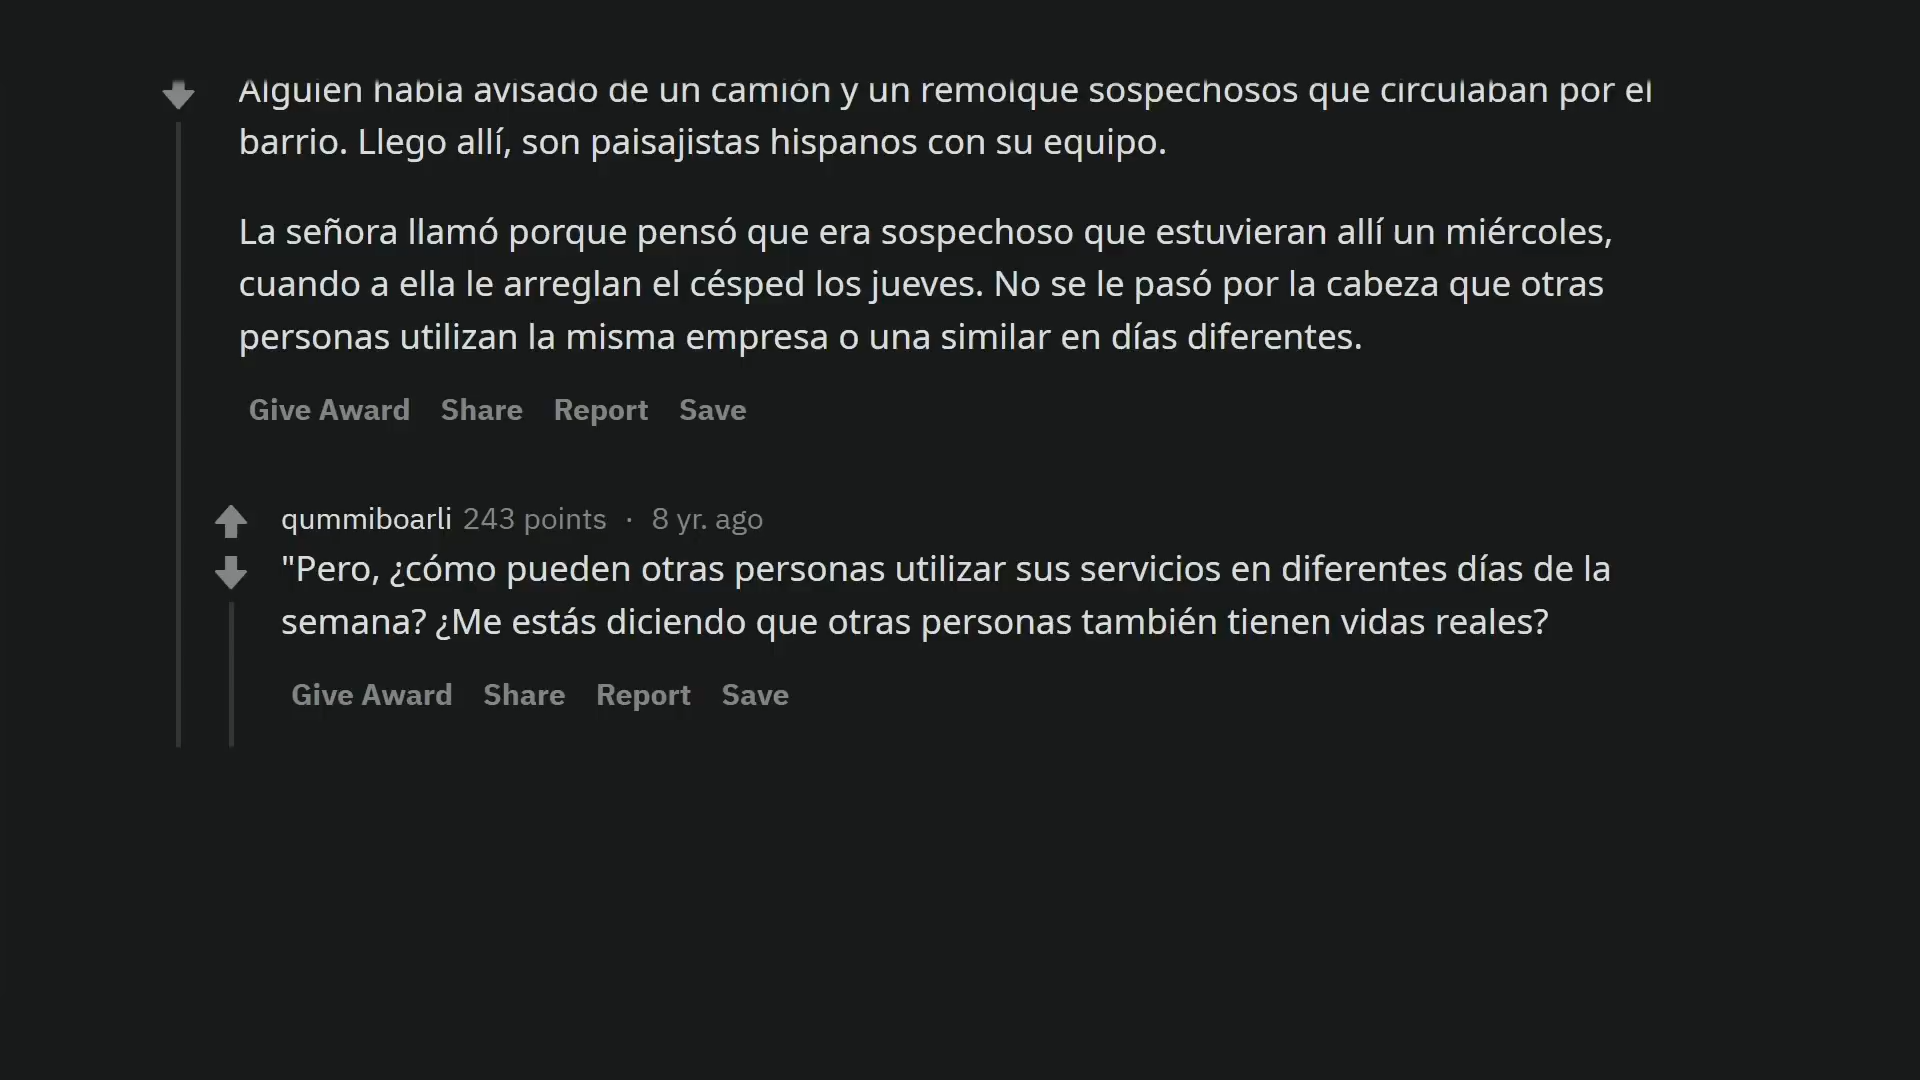 Alguien había avisado de un camión y un remolque sospechosos que circulaban por el
barrio. Llego allí, son paisajistas hispanos con su equipo.
La señora llamó porque pensó que era sospechoso que estuvieran allí un miércoles,
cuando a ella le arreglan el césped los jueves. No se le pasó por la cabeza que otras
personas utilizan la misma empresa o una similar en días diferentes.
Give Award Share Report Save
qummiboarli 243 points · 8 yr. ago
"Pero, ¿cómo pueden otras personas utilizar sus servicios en diferentes días de la
semana? ¿Me estás diciendo que otras personas también tienen vidas reales?
Give Award Share Report Save